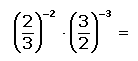 (2/3)⁻² · (3/2)⁻³ =